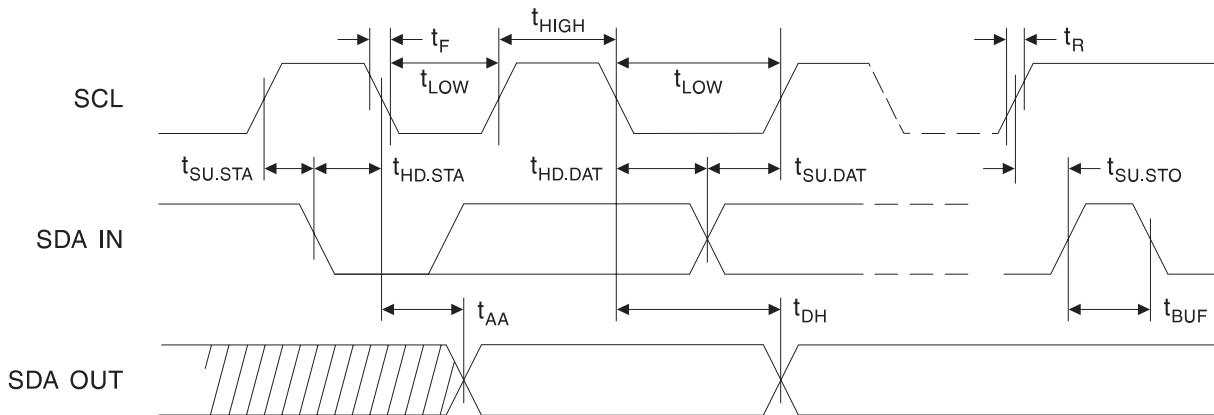 t_HIGH
t_F
t_R
t_LOW
t_LOW
SCL
t_SU.STA
t_HD.STA
t_HD.DAT
t_SU.DAT
t_SU.STO
SDA IN
t_AA
t_DH
t_BUF
SDA OUT